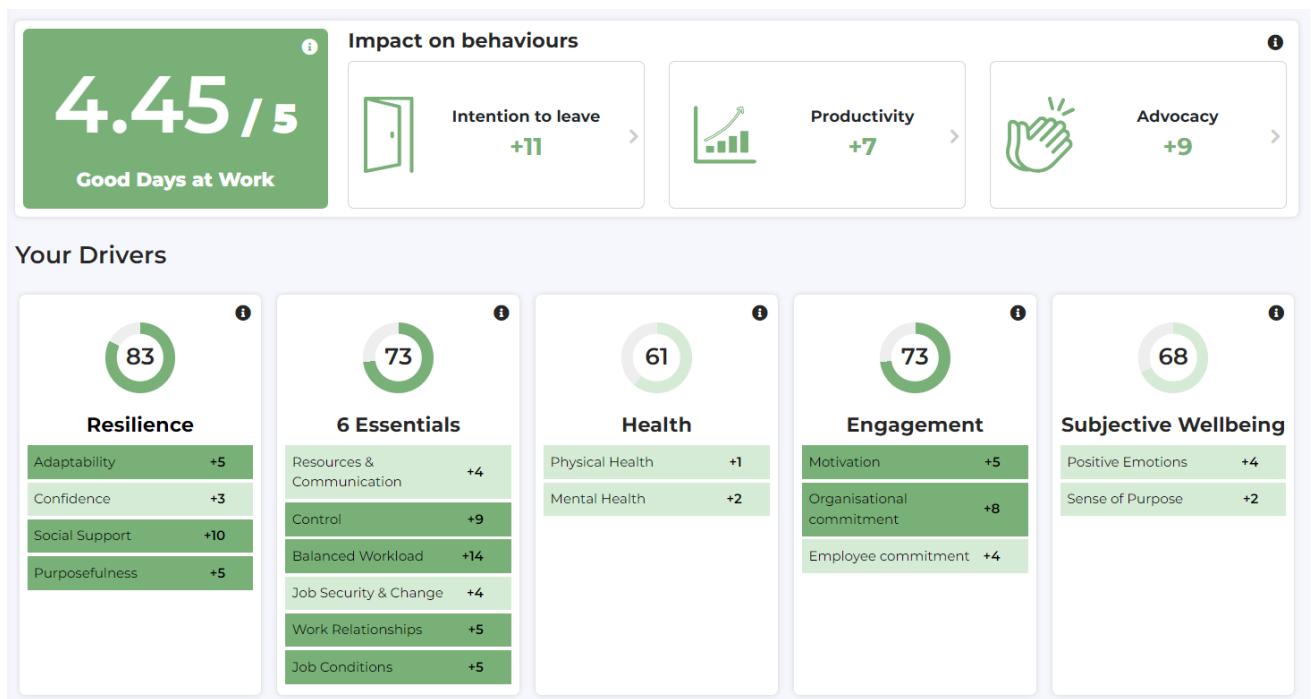 4.45 / 5
Good Days at Work
Impact on behaviours
Intention to leave
+11
Productivity
+7
Advocacy
+9
Your Drivers
83
Resilience
Adaptability +5
Confidence +3
Social Support +10
Purposefulness +5
73
6 Essentials
Resources &
Communication +4
Control +9
Balanced Workload +14
Job Security & Change +4
Work Relationships +5
Job Conditions +5
61
Health
Physical Health +1
Mental Health +2
73
Engagement
Motivation +5
Organisational
commitment +8
Employee commitment +4
68
Subjective Wellbeing
Positive Emotions +4
Sense of Purpose +2